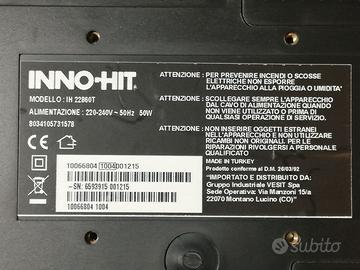 INNO-HIT
MODELLO : IH 22860T
ALIMENTAZIONE : 220-240V ~ 50Hz 50W
8034105731578
ATTENZIONE : PER PREVENIRE INCENDI O SCOSSE
ELETTRICHE NON ESPORRE
L'APPARECCHIO ALLA PIOGGIA O UMIDITA'
ATTENZIONE : SCOLLEGARE SEMPRE L'APPARECCHIO
DAL CAVO DI ALIMENTAZIONE QUANDO
NON VIENE UTILIZZATO O PRIMA
DI QUALSIASI OPERAZIONE DI SERVIZIO.
ATTENZIONE : NON INSERIRE OGGETTI ESTRANEI
NELL'APPARECCHIO E UTILIZZARE
RICAMBI NON ORIGINALI. PER LE
RIPARAZIONI RIVOLGERSI A PERSONALE
QUALIFICATO.
MADE IN TURKEY
Prodotto conforme al D.M. 26/03/92
*IMPORTATO E DISTRIBUITO DA:
Gruppo Industriale VESIT Spa
Sede Operativa: Via Manzoni 15/a
22070 Montano Lucino (CO)*
10066804 1004 001215
-SN: 6593915 001215
10066804 1004
subito